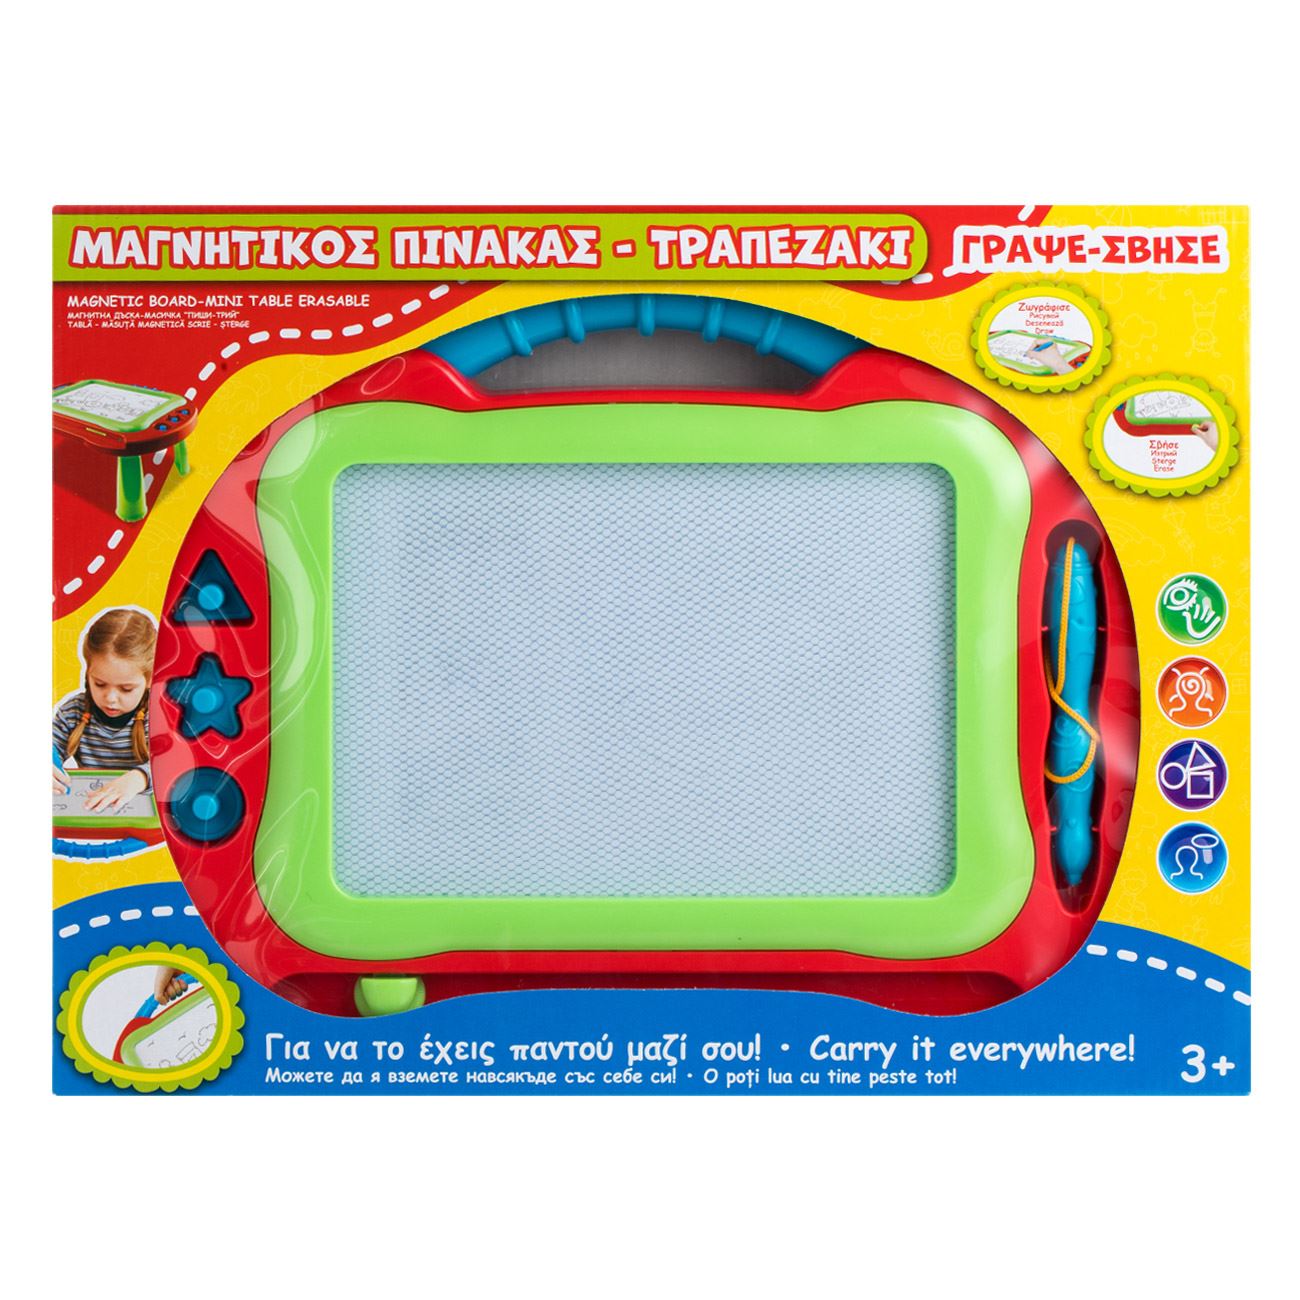 ΜΑΓΝΗΤΙΚΟΣ ΠΙΝΑΚΑΣ - ΤΡΑΠΕΖΑΚΙ
ΓΡΑΨΕ-ΣΒΗΣΕ
MAGNETIC BOARD-MINI TABLE ERASABLE
МАГНИТНА ДЪСКА-МАСИЧКА "ПИШИ-ТРИЙ"
TABLĂ - MĂSUȚĂ MAGNETICĂ SCRIE - ȘTERGE
Ζωγράφισε
Рисувай
Desenează
Draw
Σβήσε
Изтрий
Sterge
Erase
Για να το έχεις παντού μαζί σου! • Carry it everywhere!
Можете да я вземете навсякъде със себе си! • O poți lua cu tine peste tot!
3+